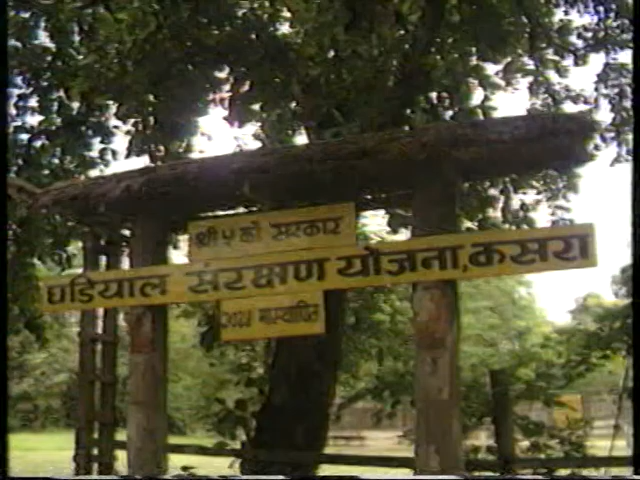 श्री ५ को सरकार
घडियाल संरक्षण योजना, कसरा
स्थापित